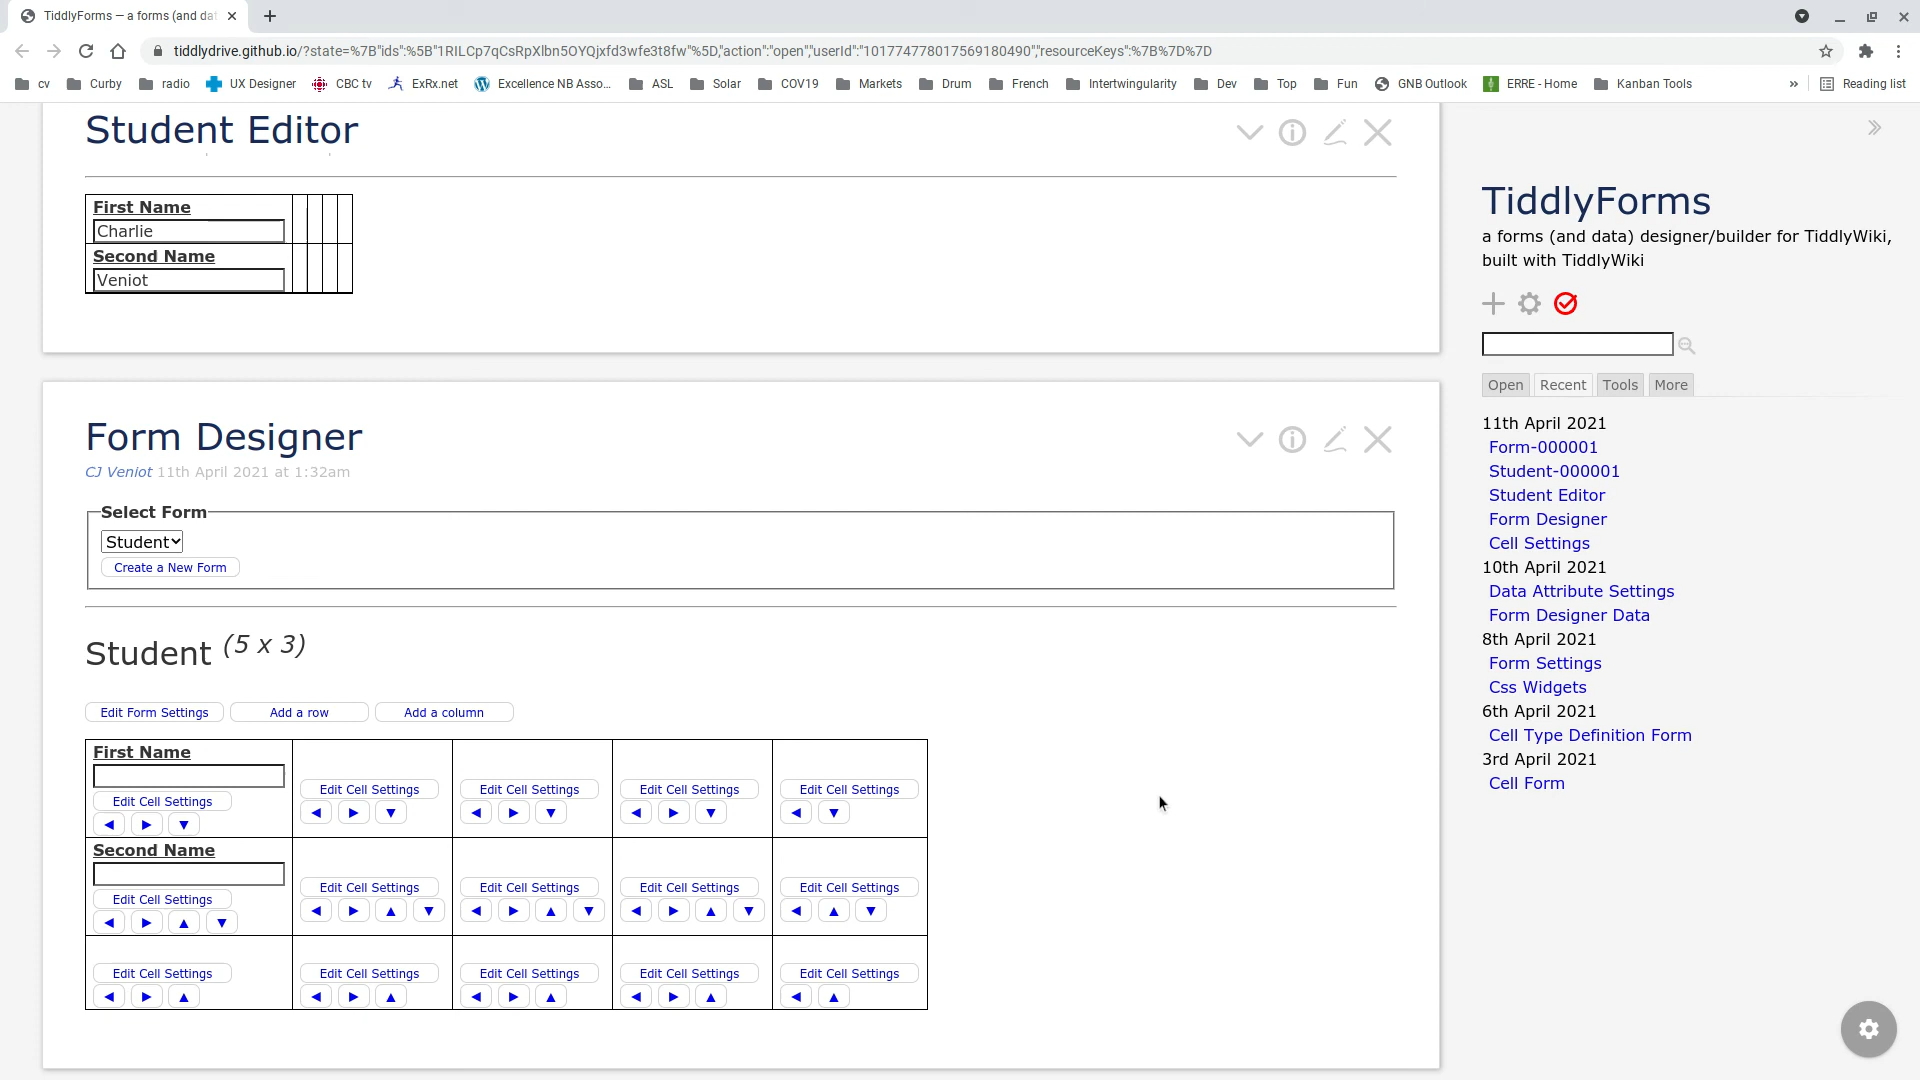 TiddlyForms — a forms (and dat
tiddlydrive.github.io/?state=%7B"ids":%5B"1RILCp7qCsRpXlbn5OYQjxfd3wfe3t8fw"%5D,"action":"open","userId":"101774778017569180490","resourceKeys":%7B%7D%7D
cv Curby radio UX Designer CBC tv ExRx.net Excellence NB Asso... ASL Solar COV19 Markets Drum French Intertwingularity Dev Top Fun GNB Outlook ERRE - Home Kanban Tools » Reading list
Student Editor
First Name
Charlie
Second Name
Veniot
Form Designer
CJ Veniot 11th April 2021 at 1:32am
Select Form
Student
Create a New Form
Student (5 x 3)
Edit Form Settings Add a row Add a column
First Name
Edit Cell Settings Edit Cell Settings Edit Cell Settings Edit Cell Settings Edit Cell Settings
Second Name
Edit Cell Settings Edit Cell Settings Edit Cell Settings Edit Cell Settings Edit Cell Settings
Edit Cell Settings Edit Cell Settings Edit Cell Settings Edit Cell Settings Edit Cell Settings
TiddlyForms
a forms (and data) designer/builder for TiddlyWiki,
built with TiddlyWiki
Open Recent Tools More
11th April 2021
Form-000001
Student-000001
Student Editor
Form Designer
Cell Settings
10th April 2021
Data Attribute Settings
Form Designer Data
8th April 2021
Form Settings
Css Widgets
6th April 2021
Cell Type Definition Form
3rd April 2021
Cell Form